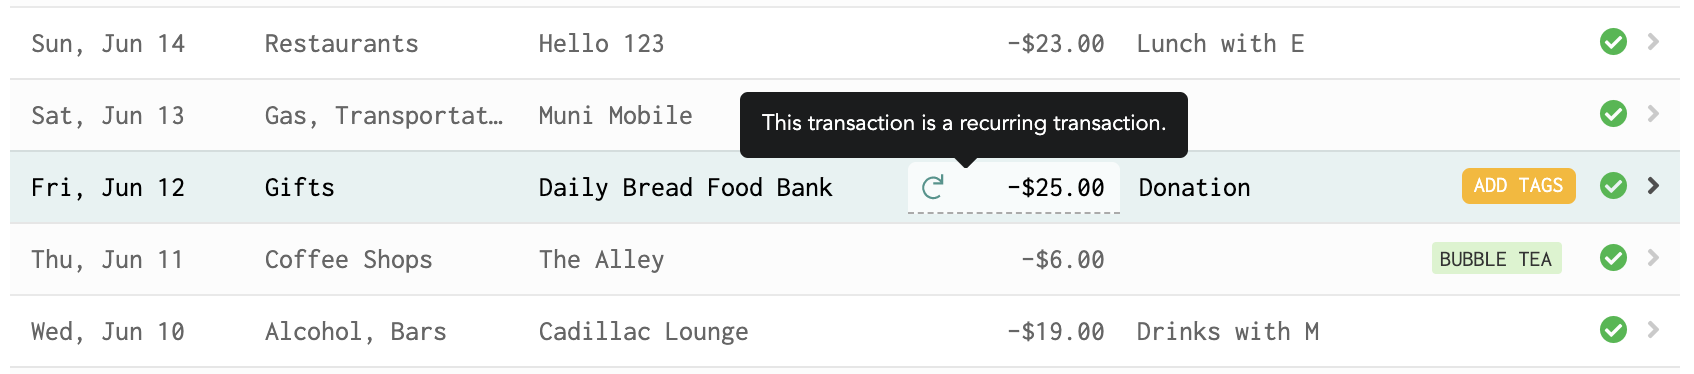 Sun, Jun 14 Restaurants Hello 123 -$23.00 Lunch with E
Sat, Jun 13 Gas, Transportat… Muni Mobile
This transaction is a recurring transaction.
Fri, Jun 12 Gifts Daily Bread Food Bank -$25.00 Donation ADD TAGS
Thu, Jun 11 Coffee Shops The Alley -$6.00 BUBBLE TEA
Wed, Jun 10 Alcohol, Bars Cadillac Lounge -$19.00 Drinks with M